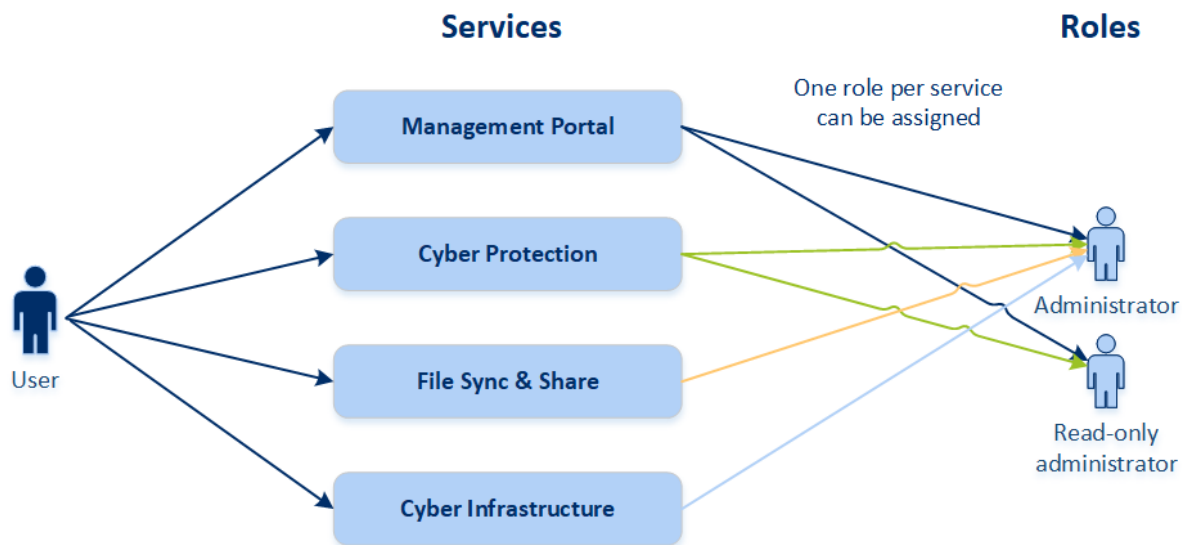 Services
Roles
One role per service
can be assigned
Management Portal
Cyber Protection
File Sync & Share
Cyber Infrastructure
User
Administrator
Read-only
administrator